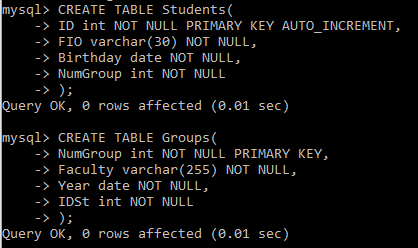 mysql> CREATE TABLE Students(
    -> ID int NOT NULL PRIMARY KEY AUTO_INCREMENT,
    -> FIO varchar(30) NOT NULL,
    -> Birthday date NOT NULL,
    -> NumGroup int NOT NULL
    -> );
Query OK, 0 rows affected (0.01 sec)

mysql> CREATE TABLE Groups(
    -> NumGroup int NOT NULL PRIMARY KEY,
    -> Faculty varchar(255) NOT NULL,
    -> Year date NOT NULL,
    -> IDSt int NOT NULL
    -> );
Query OK, 0 rows affected (0.01 sec)